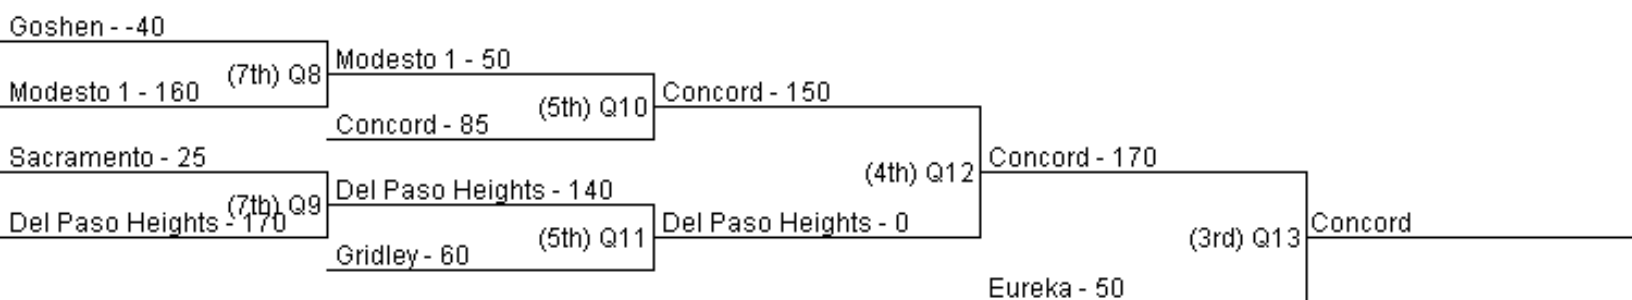 Goshen - -40
Modesto 1 - 50
(7th) Q8
Modesto 1 - 160
Concord - 150
(5th) Q10
Concord - 85
Sacramento - 25
Concord - 170
(4th) Q12
Del Paso Heights - 140
(7th) Q9
Del Paso Heights - 170
Del Paso Heights - 0
Concord
(5th) Q11
(3rd) Q13
Gridley - 60
Eureka - 50